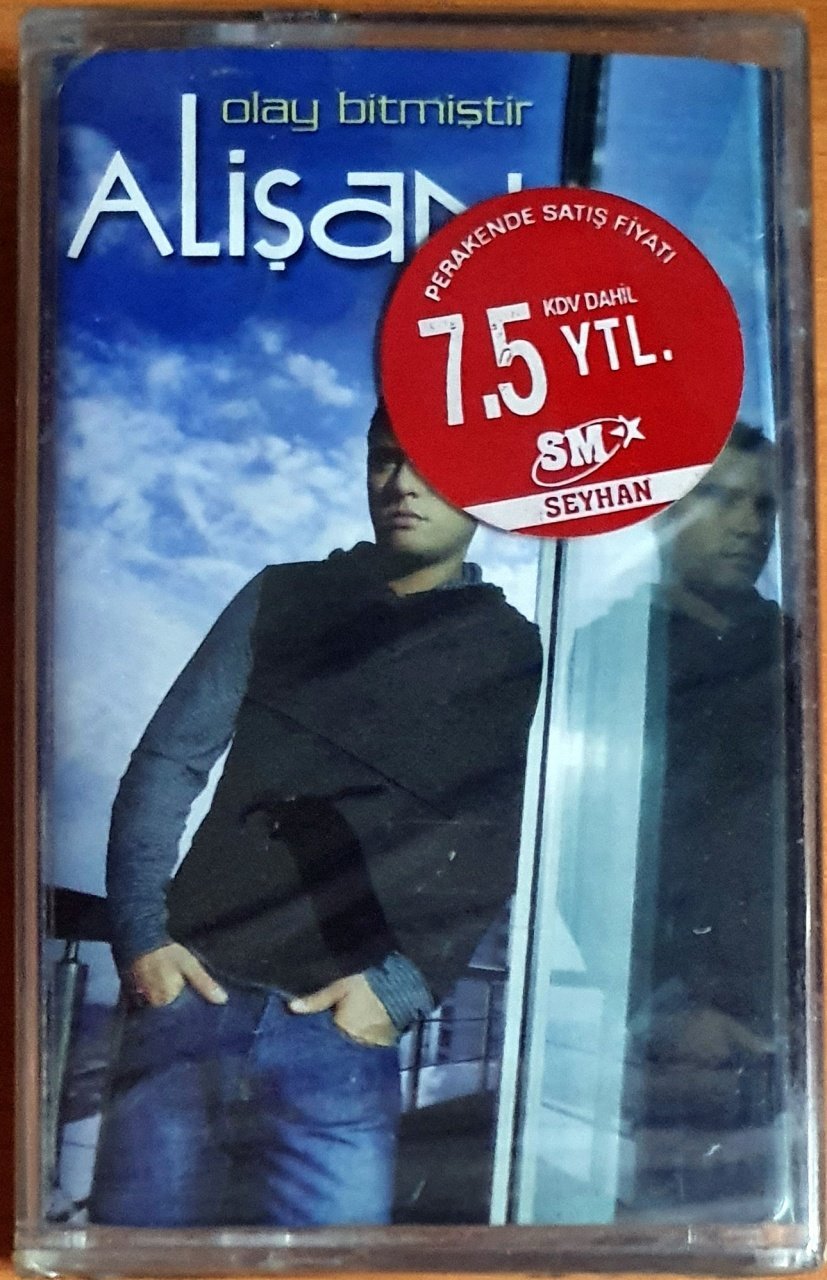 olay bitmiştir
Alişan
PERAKENDE SATIŞ FİYATI
7.5 KDV DAHİL
YTL.
SM
SEYHAN